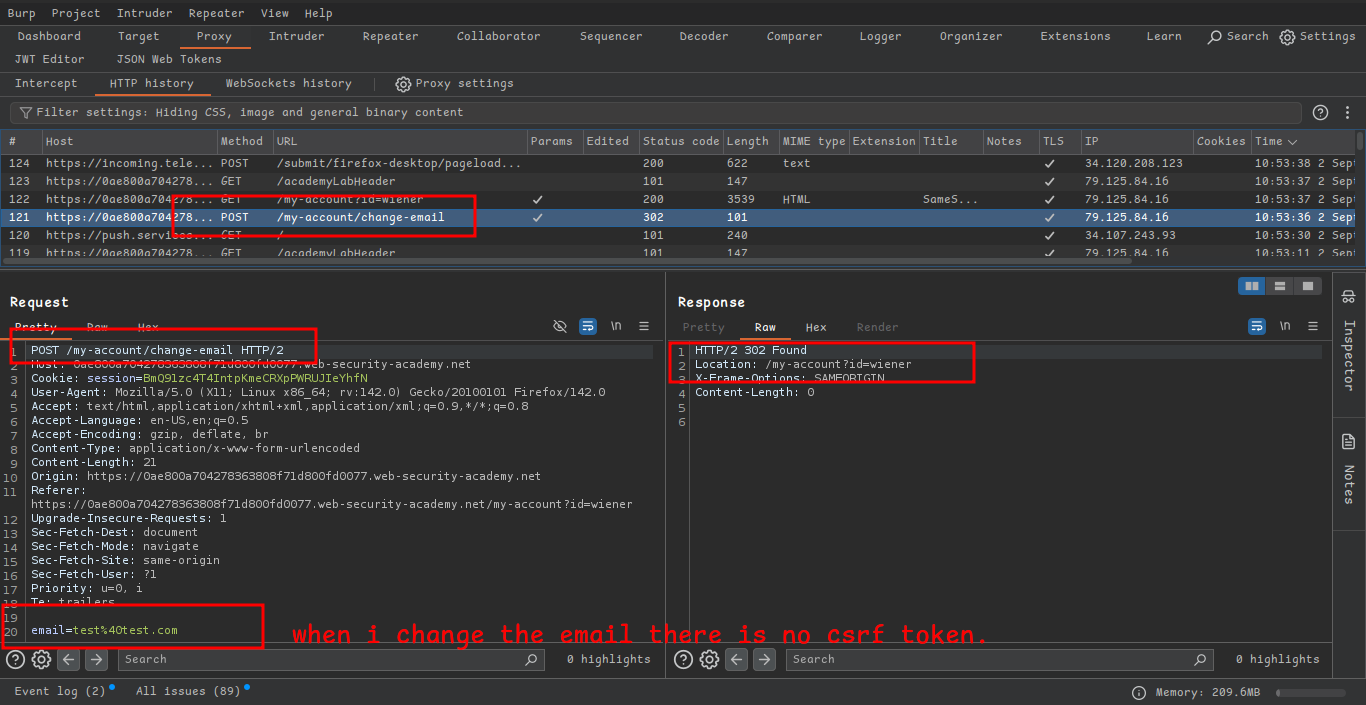 Burp Project Intruder Repeater View Help
Dashboard Target Proxy Intruder Repeater Collaborator Sequencer Decoder Comparer Logger Organizer Extensions Learn Search Settings
JWT Editor JSON Web Tokens
Intercept HTTP history WebSockets history Proxy settings
Filter settings: Hiding CSS, image and general binary content
# Host Method URL Params Edited Status code Length MIME type Extension Title Notes TLS IP Cookies Time
124 https://incoming.tele... POST /submit/firefox-desktop/pageload... 200 622 text ✓ 34.120.208.123 10:53:38 2 Sept
123 https://0ae800a704278... GET /academyLabHeader 101 147 ✓ 79.125.84.16 10:53:37 2 Sept
122 https://0ae800a704278... GET /my-account?id=wiener ✓ 200 3539 HTML SameS... ✓ 79.125.84.16 10:53:37 2 Sept
121 https://0ae800a704278... POST /my-account/change-email ✓ 302 101 ✓ 79.125.84.16 10:53:36 2 Sept
120 https://push.services... GET / 101 240 ✓ 34.107.243.93 10:53:30 2 Sept
119 https://0ae800a704278... GET /academyLabHeader 101 147 ✓ 79.125.84.16 10:53:11 2 Sept
Request
Pretty Raw Hex \n
1 POST /my-account/change-email HTTP/2
2 Host: 0ae800a704278363808f71d800fd0077.web-security-academy.net
3 Cookie: session=BmQ9lzc4T4IntpKmeCRXpPWRUJIeYhfN
4 User-Agent: Mozilla/5.0 (X11; Linux x86_64; rv:142.0) Gecko/20100101 Firefox/142.0
5 Accept: text/html,application/xhtml+xml,application/xml;q=0.9,*/*;q=0.8
6 Accept-Language: en-US,en;q=0.5
7 Accept-Encoding: gzip, deflate, br
8 Content-Type: application/x-www-form-urlencoded
9 Content-Length: 21
10 Origin: https://0ae800a704278363808f71d800fd0077.web-security-academy.net
11 Referer:
https://0ae800a704278363808f71d800fd0077.web-security-academy.net/my-account?id=wiener
12 Upgrade-Insecure-Requests: 1
13 Sec-Fetch-Dest: document
14 Sec-Fetch-Mode: navigate
15 Sec-Fetch-Site: same-origin
16 Sec-Fetch-User: ?1
17 Priority: u=0, i
18 Te: trailers
19
20 email=test%40test.com
when i change the email there is no csrf token.
Search 0 highlights
Response
Pretty Raw Hex Render \n
1 HTTP/2 302 Found
2 Location: /my-account?id=wiener
3 X-Frame-Options: SAMEORIGIN
4 Content-Length: 0
5
6
Search 0 highlights
Inspector
Notes
Event log (2) All issues (89) Memory: 209.6MB